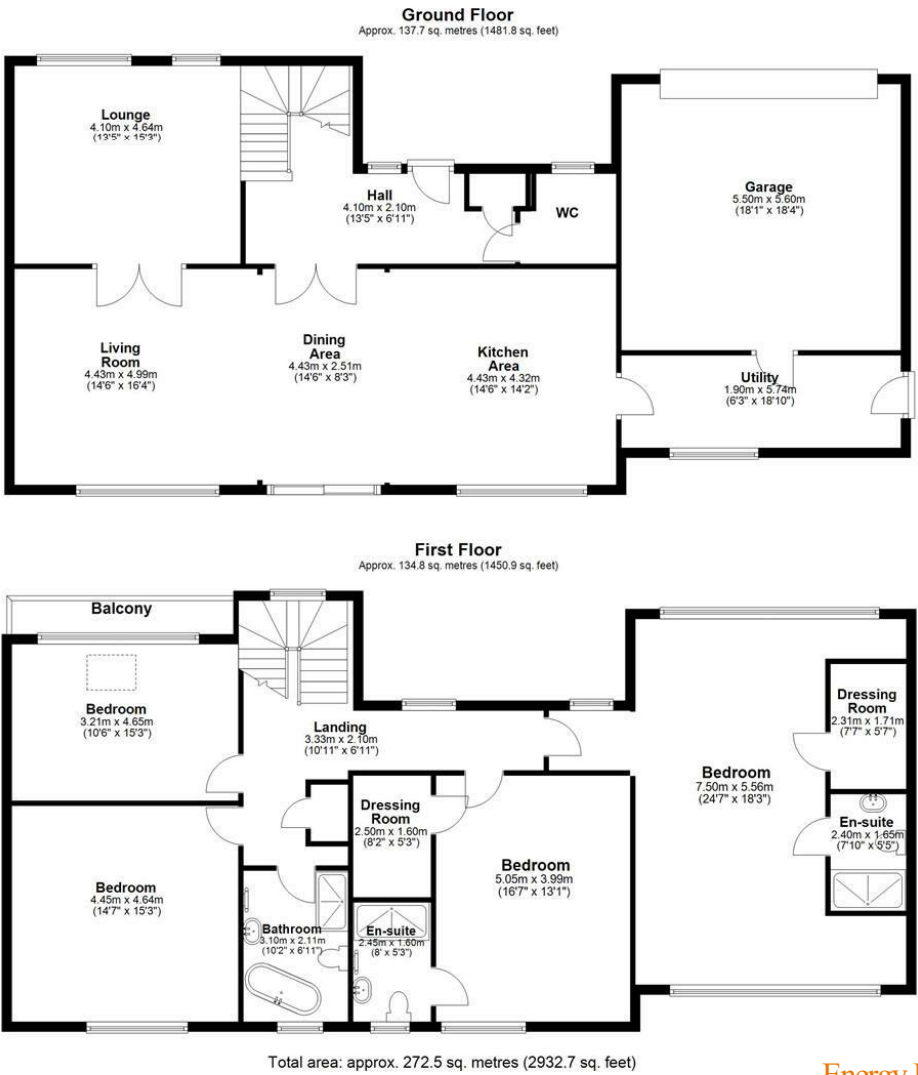 Ground Floor
Approx. 137.7 sq. metres (1481.8 sq. feet)
Lounge
4.10m x 4.64m
(13'5" x 15'3")
Hall
4.10m x 2.10m
(13'5" x 6'11")
WC
Garage
5.50m x 5.60m
(18'1" x 18'4")
Living
Room
4.43m x 4.99m
(14'6" x 16'4")
Dining
Area
4.43m x 2.51m
(14'6" x 8'3")
Kitchen
Area
4.43m x 4.32m
(14'6" x 14'2")
Utility
1.90m x 5.74m
(6'3" x 18'10")
First Floor
Approx. 134.8 sq. metres (1450.9 sq. feet)
Balcony
Bedroom
3.21m x 4.65m
(10'6" x 15'3")
Landing
3.33m x 2.10m
(10'11" x 6'11")
Dressing
Room
2.31m x 1.71m
(7'7" x 5'7")
Bedroom
7.50m x 5.56m
(24'7" x 18'3")
Dressing
Room
2.50m x 1.60m
(8'2" x 5'3")
En-suite
2.40m x 1.65m
(7'10" x 5'5")
Bedroom
5.05m x 3.99m
(16'7" x 13'1")
Bedroom
4.45m x 4.64m
(14'7" x 15'3")
Bathroom
3.10m x 2.11m
(10'2" x 6'11")
En-suite
2.45m x 1.60m
(8' x 5'3")
Total area: approx. 272.5 sq. metres (2932.7 sq. feet)
Energy